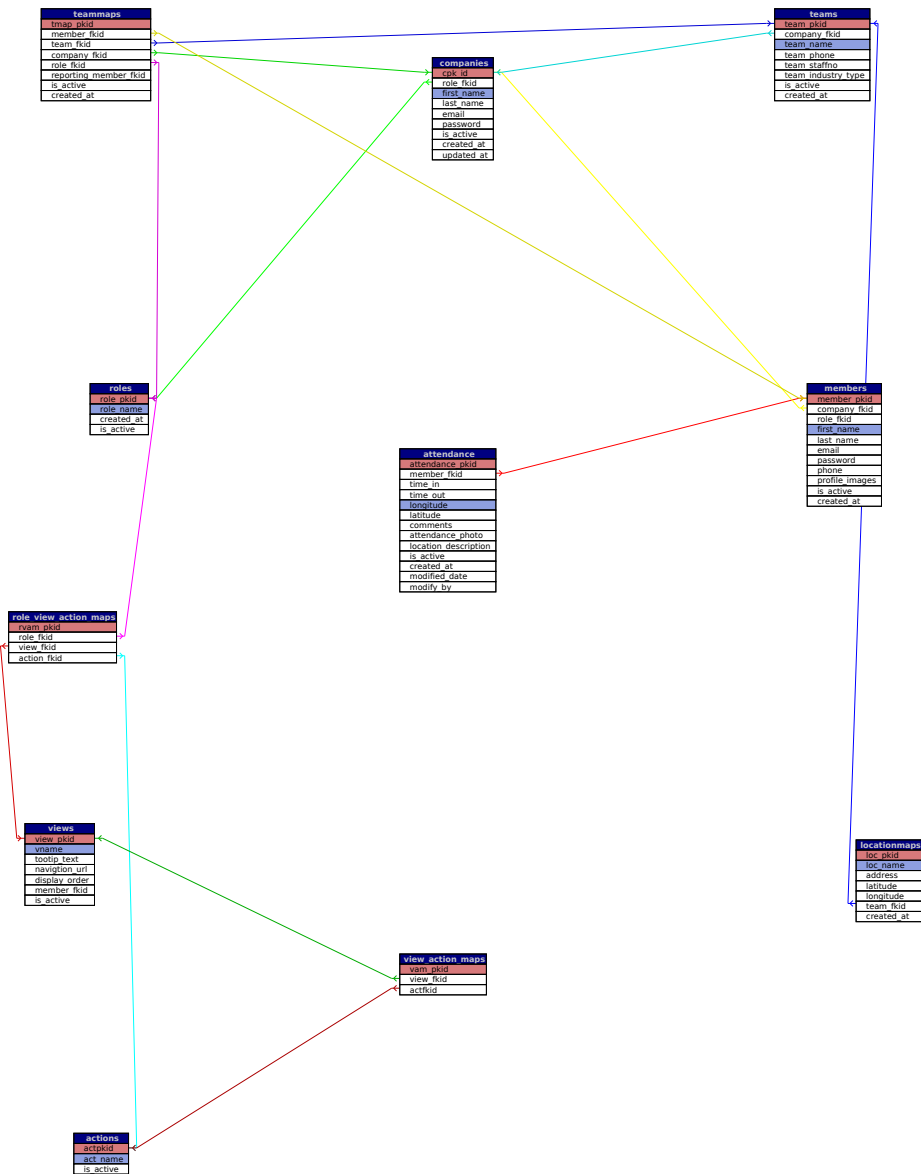 teammaps
tmap_pkid
member_fkid
team_fkid
company_fkid
role_fkid
reporting_member_fkid
is_active
created_at
teams
team_pkid
company_fkid
team_name
team_phone
team_staffno
team_industry_type
is_active
created_at
companies
cpk_id
role_fkid
first_name
last_name
email
password
is_active
created_at
updated_at
roles
role_pkid
role_name
created_at
is_active
members
member_pkid
company_fkid
role_fkid
first_name
last_name
email
password
phone
profile_images
is_active
created_at
attendance
attendance_pkid
member_fkid
time_in
time_out
longitude
latitude
comments
attendance_photo
location_description
is_active
created_at
modified_date
modify_by
role_view_action_maps
rvam_pkid
role_fkid
view_fkid
action_fkid
views
view_pkid
vname
tootip_text
navigtion_url
display_order
member_fkid
is_active
locationmaps
loc_pkid
loc_name
address
latitude
longitude
team_fkid
created_at
view_action_maps
vam_pkid
view_fkid
actfkid
actions
actpkid
act_name
is_active